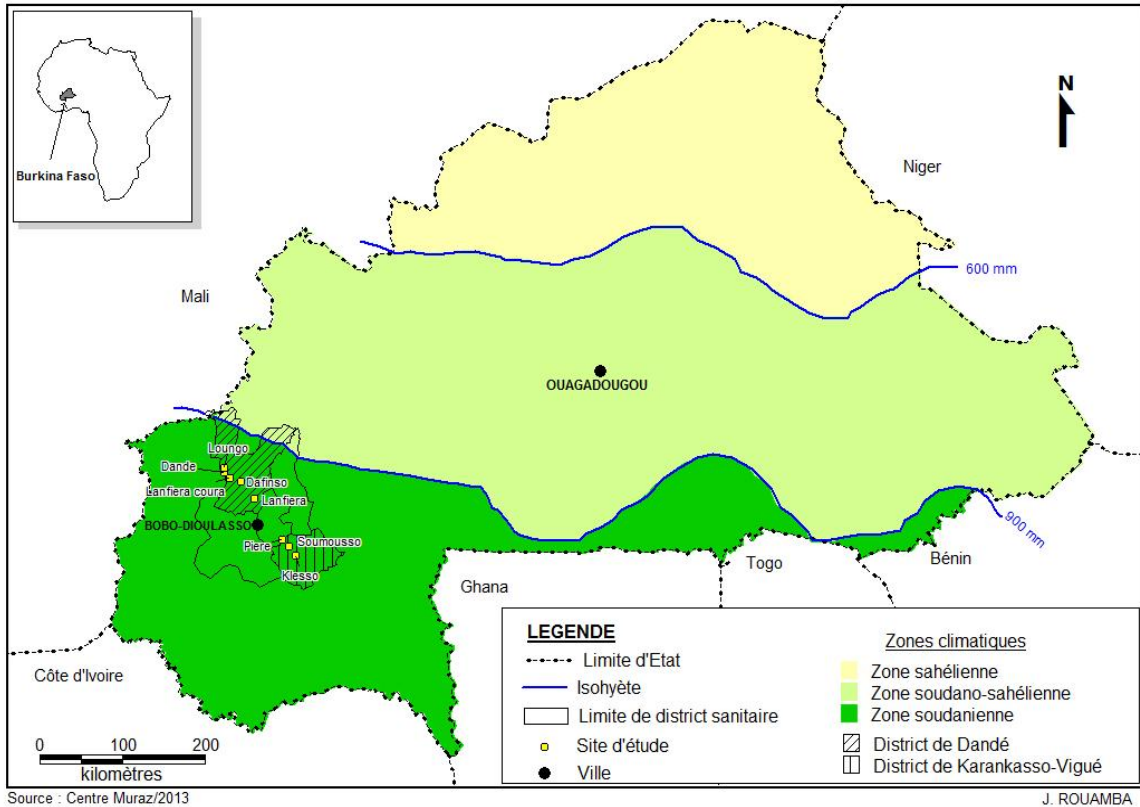 Burkina Faso
N
Niger
Mali
600 mm
OUAGADOUGOU
Loungo
Dande
Dafinso
Lanfiera coura
Lanfiera
BOBO-DIOULASSO
Piere
Soumousso
Klesso
900 mm
Bénin
Togo
Ghana
Côte d'Ivoire
LEGENDE
Limite d'Etat
Isohyète
Limite de district sanitaire
Site d'étude
Ville
Zones climatiques
Zone sahélienne
Zone soudano-sahélienne
Zone soudanienne
District de Dandé
District de Karankasso-Vigué
0 100 200
kilomètres
Source : Centre Muraz/2013
J. ROUAMBA